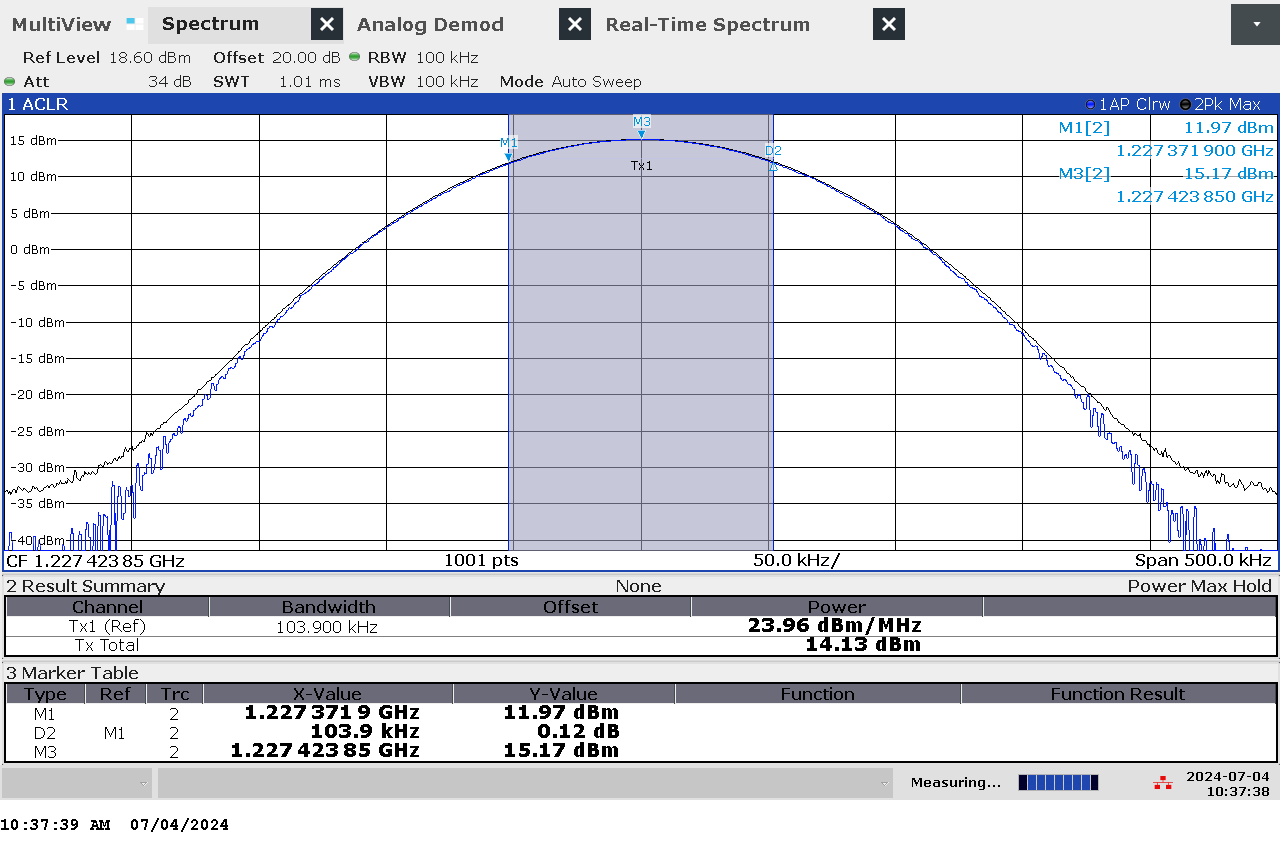 MultiView Spectrum Analog Demod Real-Time Spectrum
Ref Level 18.60 dBm Offset 20.00 dB RBW 100 kHz
Att 34 dB SWT 1.01 ms VBW 100 kHz Mode Auto Sweep
1 ACLR 1AP Clrw 2Pk Max
M1[2] 11.97 dBm
1.227 371 900 GHz
M3[2] 15.17 dBm
1.227 423 850 GHz
M1
M3
D2
Tx1
15 dBm
10 dBm
5 dBm
0 dBm
-5 dBm
-10 dBm
-15 dBm
-20 dBm
-25 dBm
-30 dBm
-35 dBm
-40 dBm
CF 1.227 423 85 GHz 1001 pts 50.0 kHz/ Span 500.0 kHz
2 Result Summary None Power Max Hold
Channel Bandwidth Offset Power
Tx1 (Ref) 103.900 kHz 23.96 dBm/MHz
Tx Total 14.13 dBm
3 Marker Table
Type Ref Trc X-Value Y-Value Function Function Result
M1 2 1.227 371 9 GHz 11.97 dBm
D2 M1 2 103.9 kHz 0.12 dB
M3 2 1.227 423 85 GHz 15.17 dBm
Measuring... 2024-07-04
10:37:38
10:37:39 AM 07/04/2024